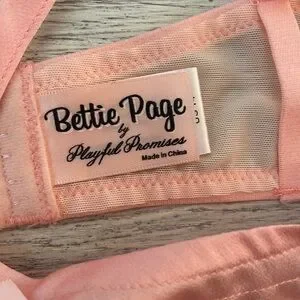 Bettie Page
by
Playful Promises
Made in China